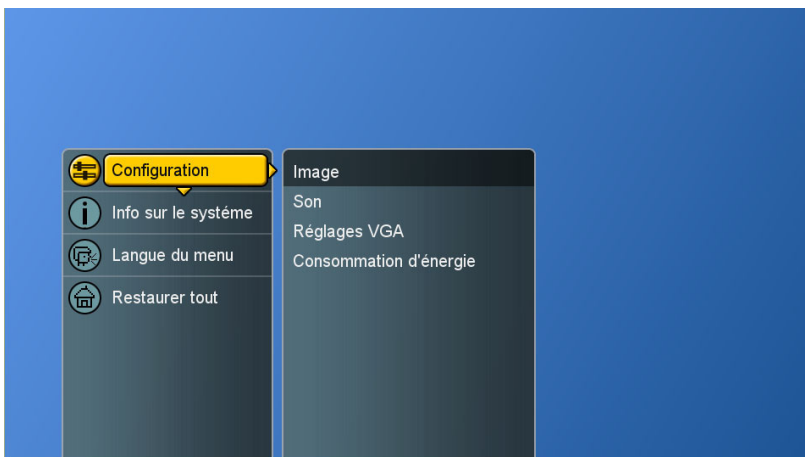 Configuration
Info sur le systéme
Langue du menu
Restaurer tout
Image
Son
Réglages VGA
Consommation d'énergie